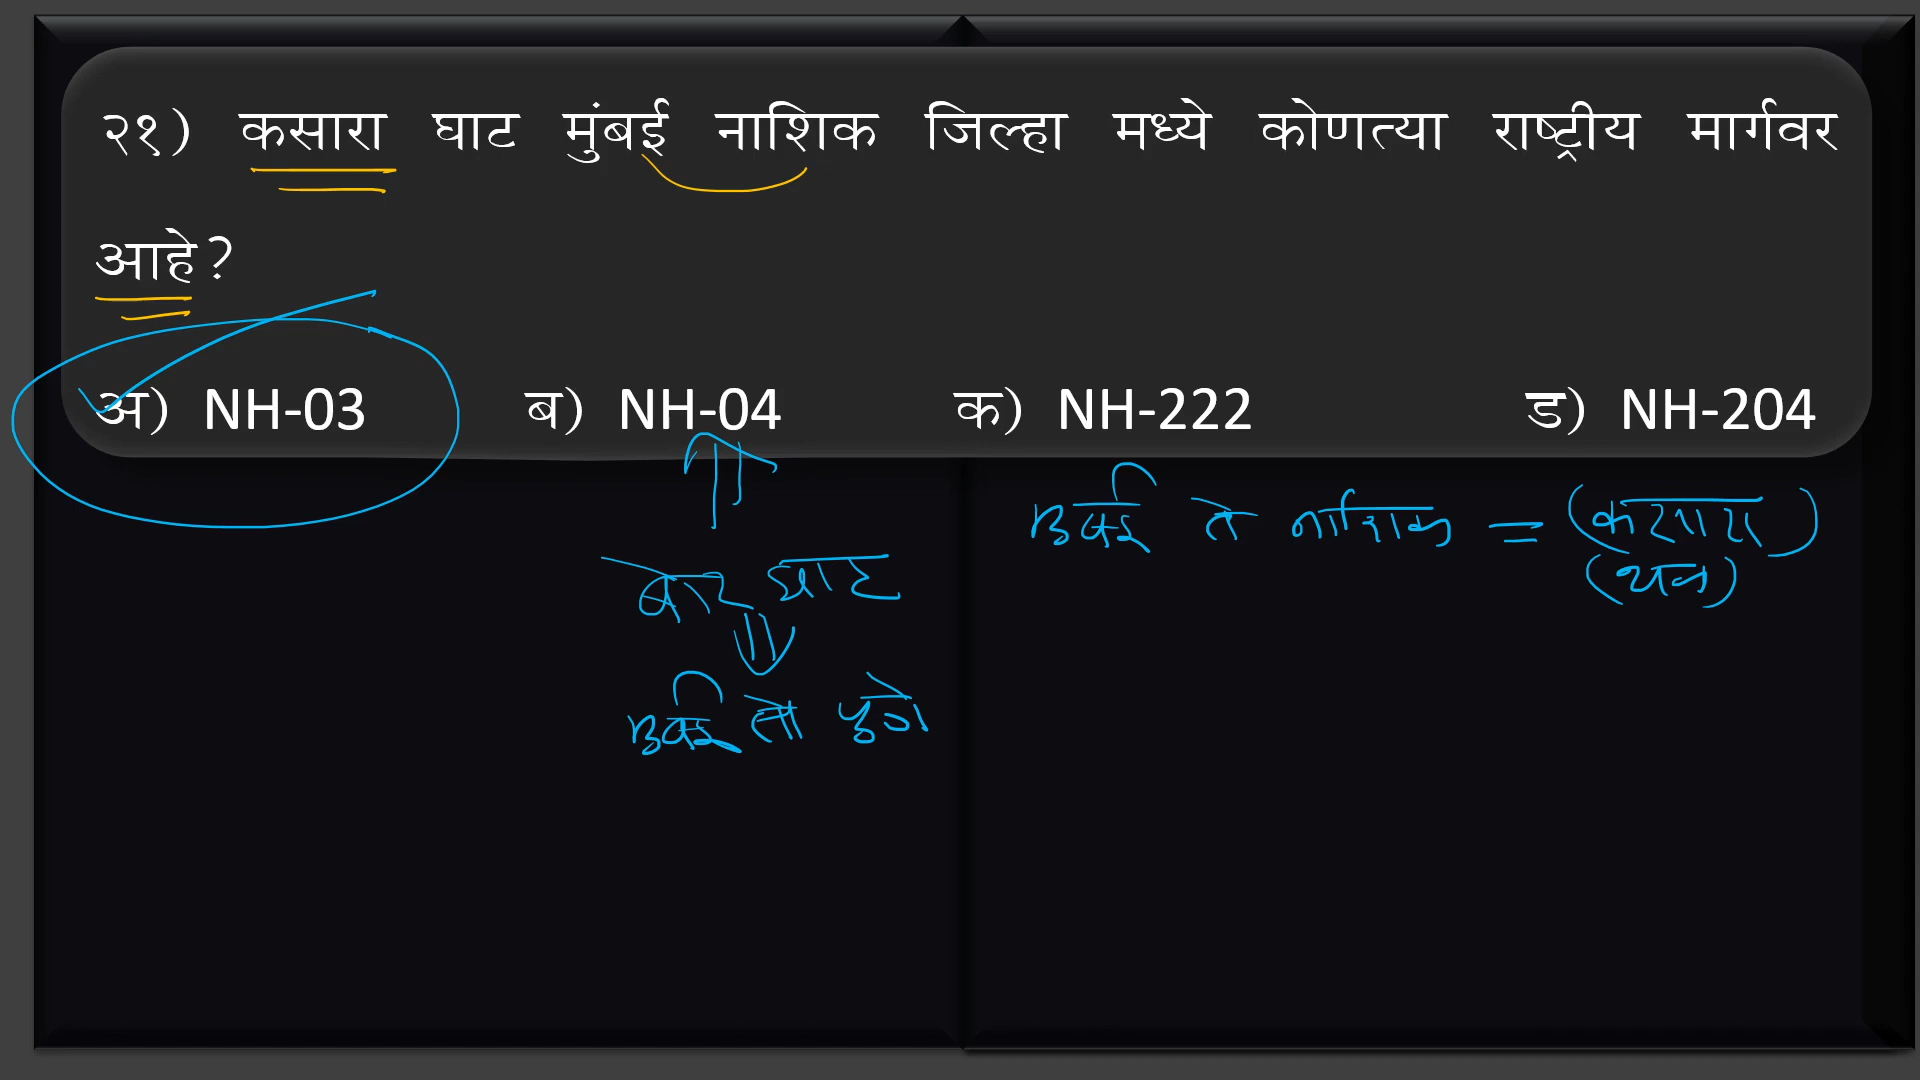 २१) कसारा घाट मुंबई नाशिक जिल्हा मध्ये कोणत्या राष्ट्रीय मार्गवर
आहे?
अ) NH-03 ब) NH-04 क) NH-222 ड) NH-204
मुंबई ते नाशिक = (कसारा)
(थळ)
बोर घाट
मुंबई ते पुणे